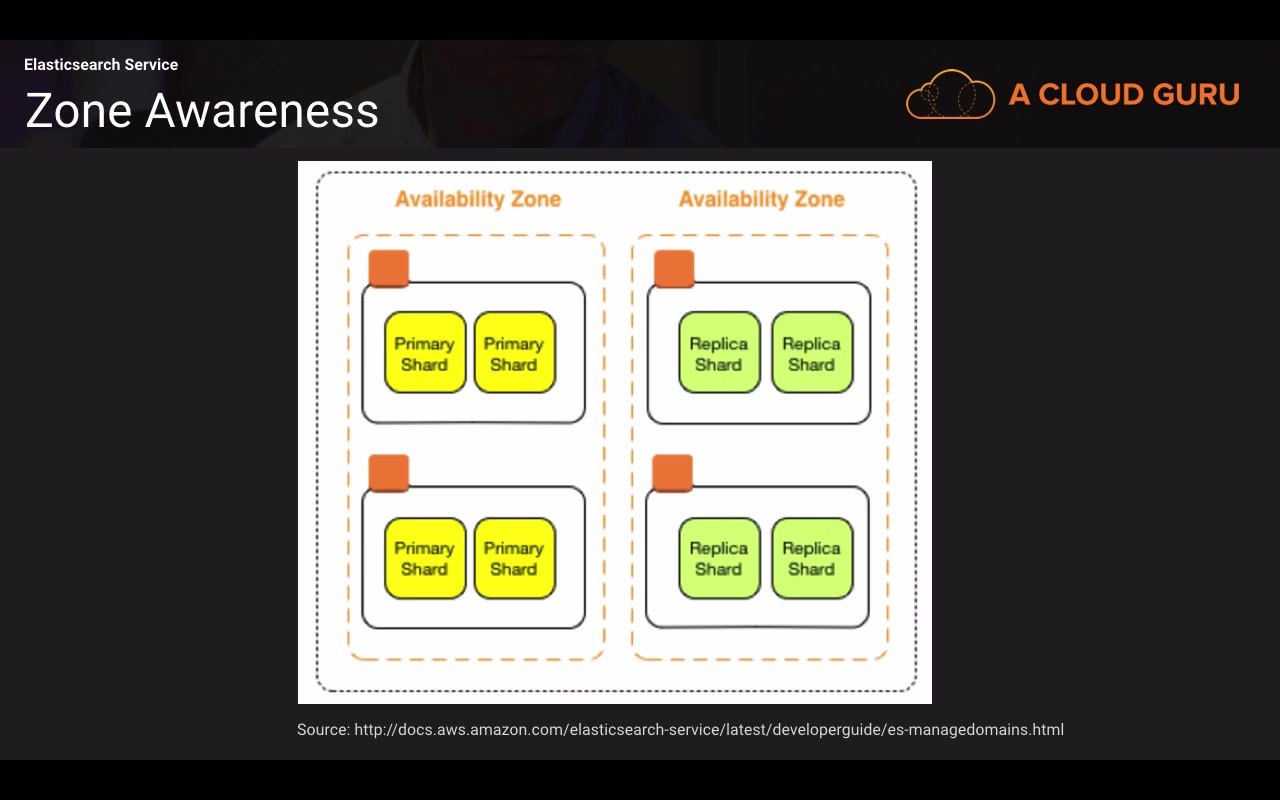 Elasticsearch Service
Zone Awareness
A CLOUD GURU
Availability Zone
Availability Zone
Primary
Shard
Primary
Shard
Replica
Shard
Replica
Shard
Primary
Shard
Primary
Shard
Replica
Shard
Replica
Shard
Source: http://docs.aws.amazon.com/elasticsearch-service/latest/developerguide/es-managedomains.html